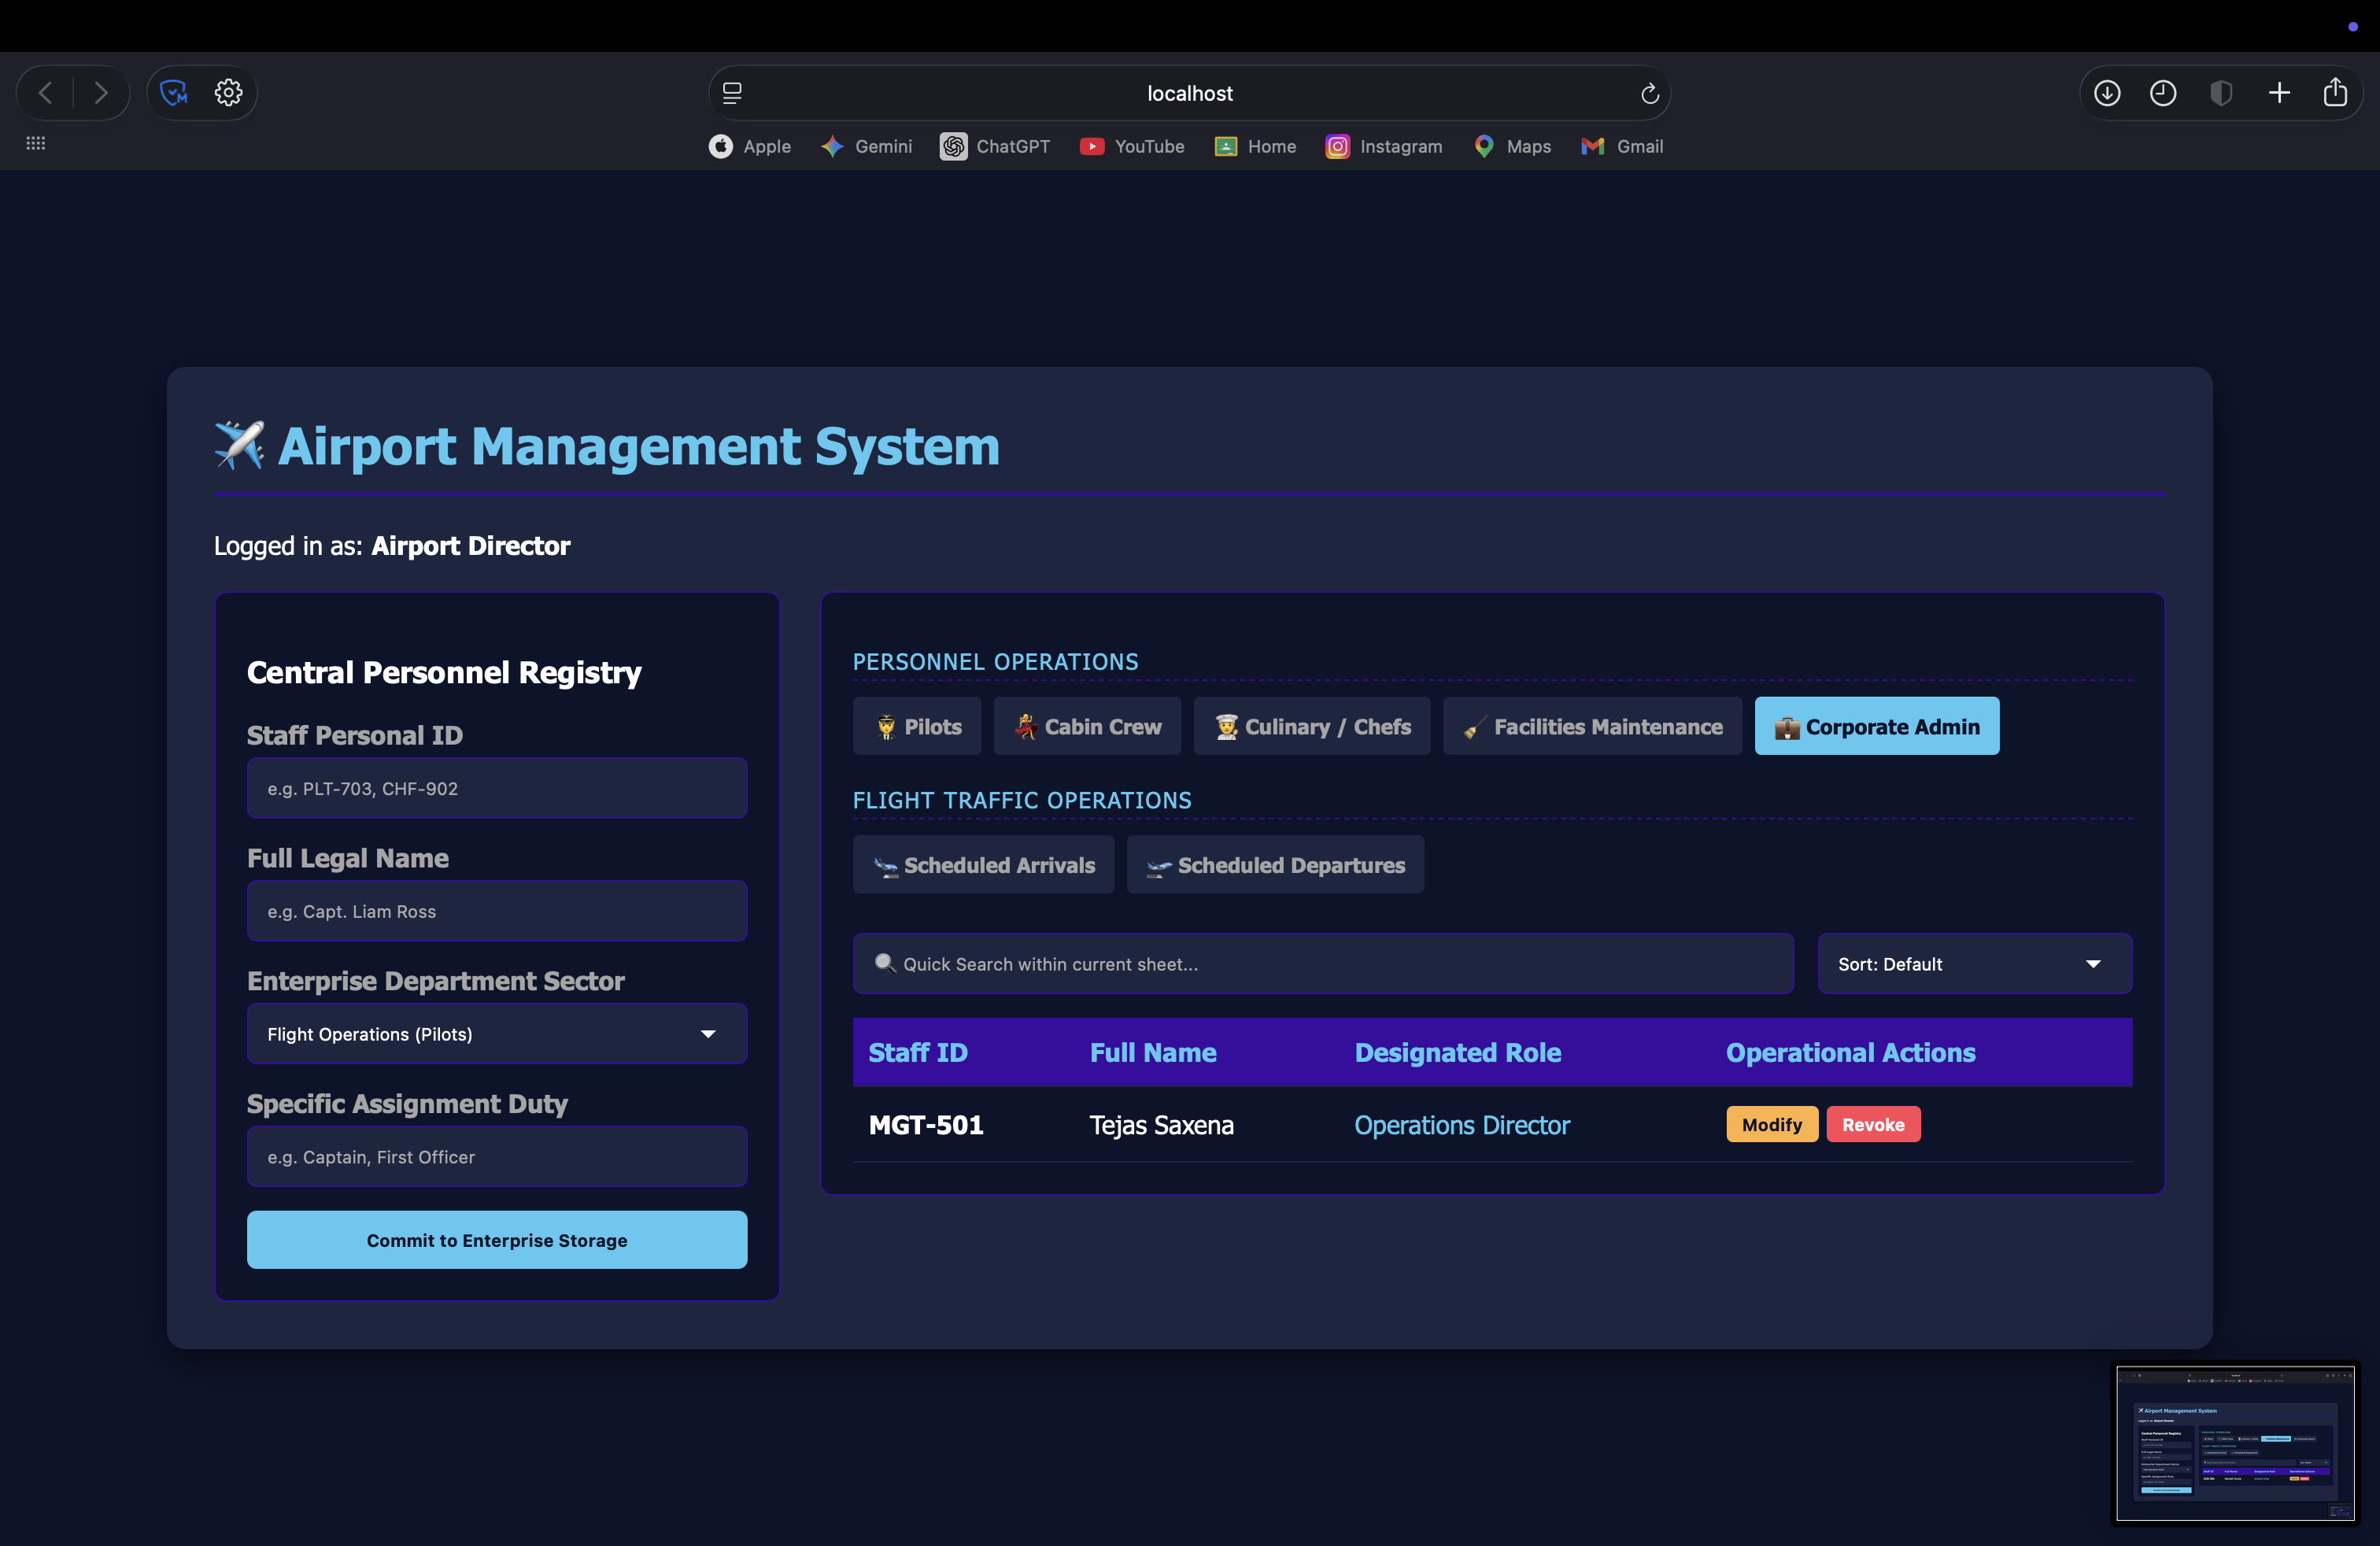 localhost
Apple Gemini ChatGPT YouTube Home Instagram Maps Gmail
Airport Management System
Logged in as: Airport Director
Central Personnel Registry
Staff Personal ID
e.g. PLT-703, CHF-902
Full Legal Name
e.g. Capt. Liam Ross
Enterprise Department Sector
Flight Operations (Pilots)
Specific Assignment Duty
e.g. Captain, First Officer
Commit to Enterprise Storage
PERSONNEL OPERATIONS
Pilots Cabin Crew Culinary / Chefs Facilities Maintenance Corporate Admin
FLIGHT TRAFFIC OPERATIONS
Scheduled Arrivals Scheduled Departures
Quick Search within current sheet... Sort: Default
Staff ID Full Name Designated Role Operational Actions
MGT-501 Tejas Saxena Operations Director Modify Revoke
Airport Management System